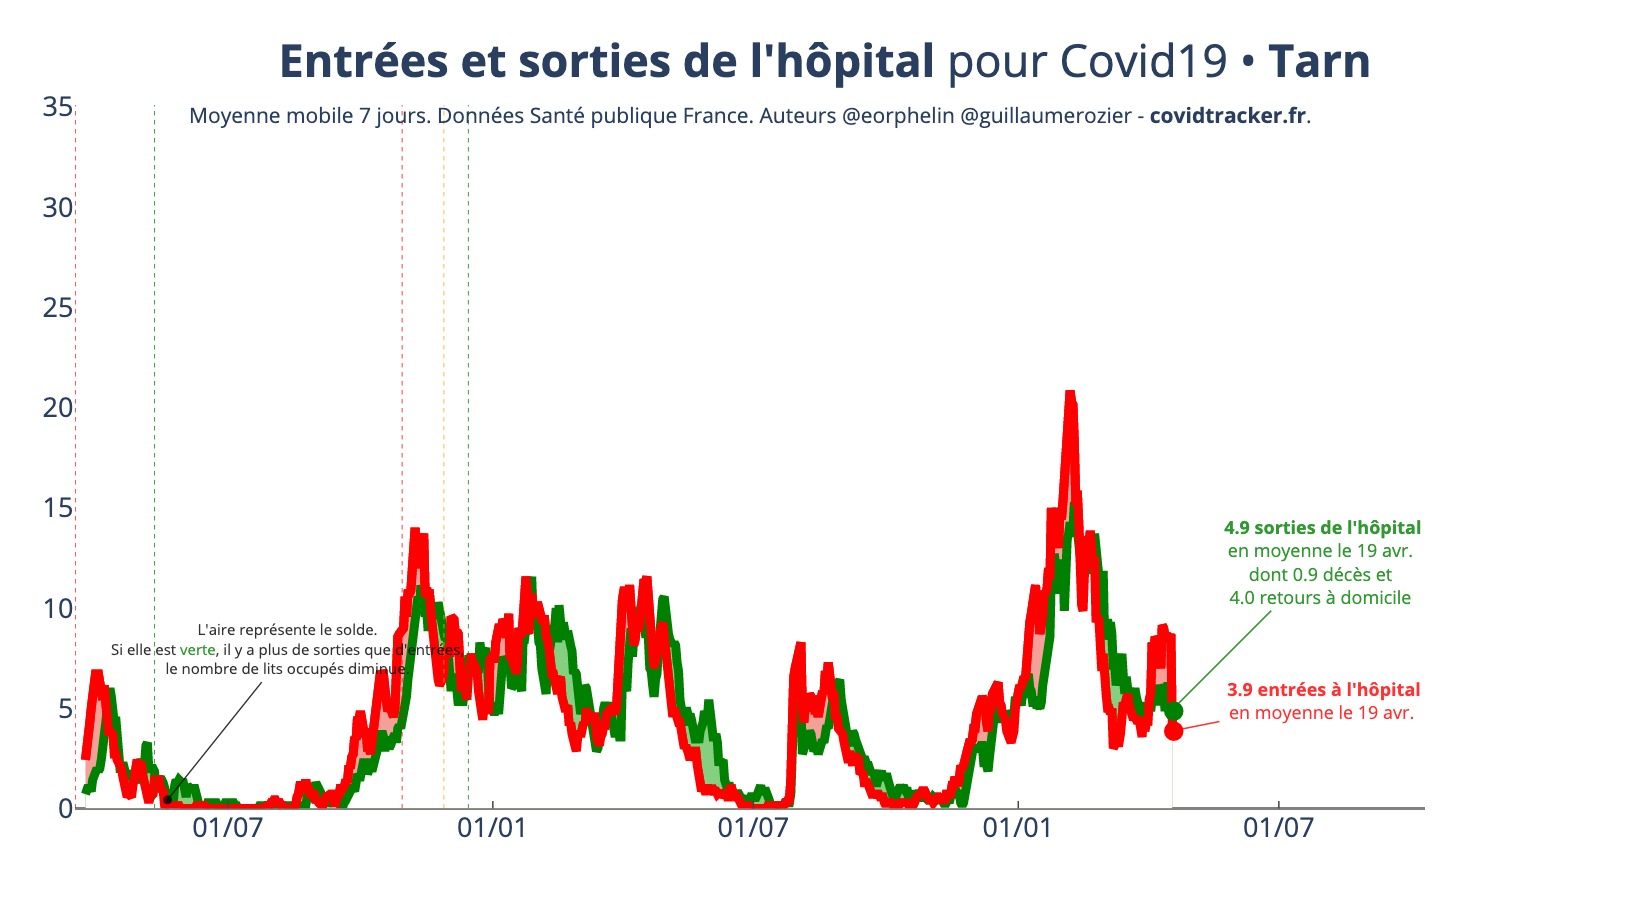 Entrées et sorties de l'hôpital pour Covid19 • Tarn
Moyenne mobile 7 jours. Données Santé publique France. Auteurs @eorphelin @guillaumerozier - covidtracker.fr.
35
30
25
20
15
10
5
0
L'aire représente le solde.
Si elle est verte, il y a plus de sorties que d'entrées,
le nombre de lits occupés diminue.
4.9 sorties de l'hôpital
en moyenne le 19 avr.
dont 0.9 décès et
4.0 retours à domicile
3.9 entrées à l'hôpital
en moyenne le 19 avr.
01/07
01/01
01/07
01/01
01/07